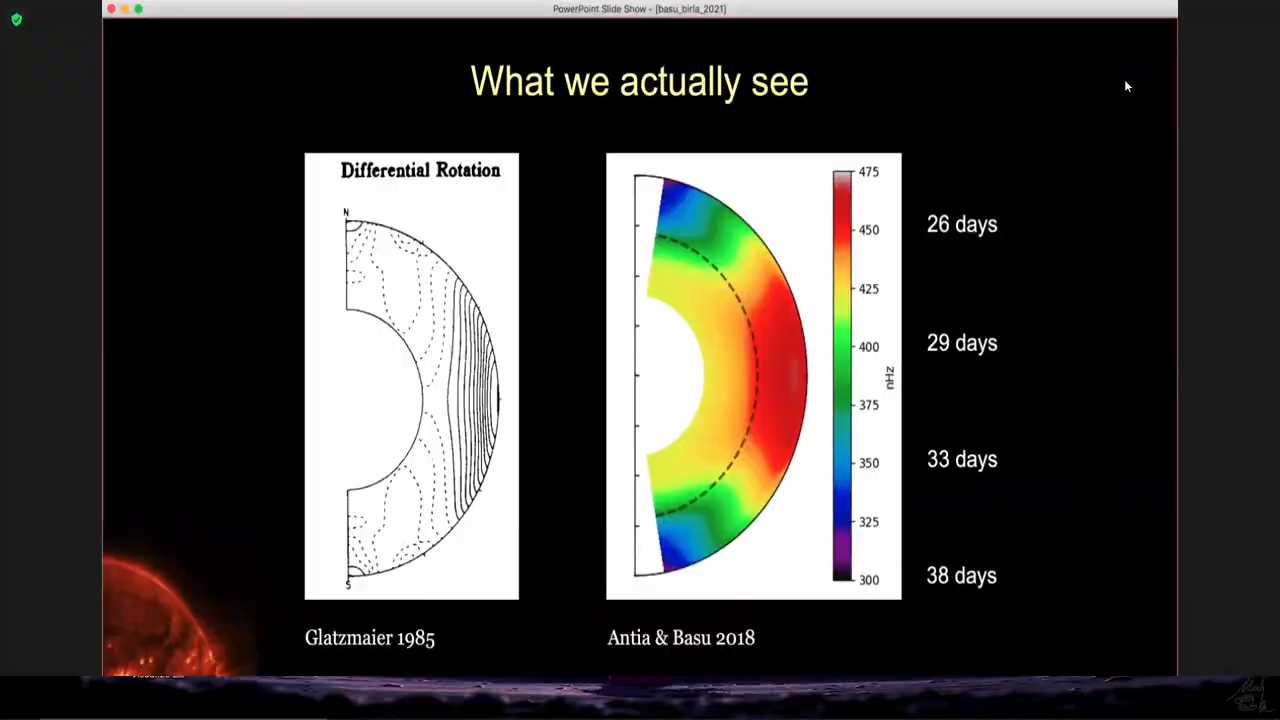 PowerPoint Slide Show - [basu_birla_2021]
What we actually see
Differential Rotation
N
S
475
450
425
400
375
350
325
300
nHz
26 days
29 days
33 days
38 days
Glatzmaier 1985
Antia & Basu 2018